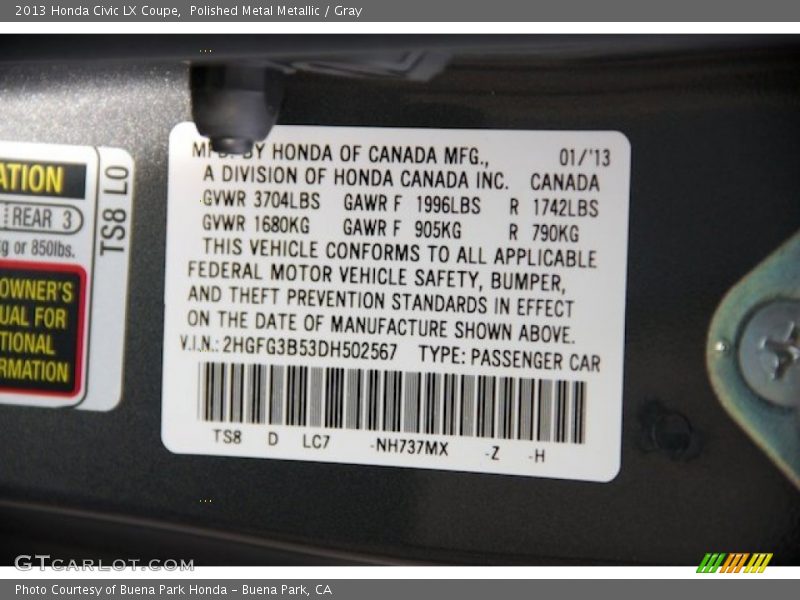 2013 Honda Civic LX Coupe,  Polished Metal Metallic / Gray
MFD. BY HONDA OF CANADA MFG., 01/'13
A DIVISION OF HONDA CANADA INC. CANADA
GVWR 3704LBS GAWR F 1996LBS R 1742LBS
GVWR 1680KG GAWR F 905KG R 790KG
THIS VEHICLE CONFORMS TO ALL APPLICABLE
FEDERAL MOTOR VEHICLE SAFETY, BUMPER,
AND THEFT PREVENTION STANDARDS IN EFFECT
ON THE DATE OF MANUFACTURE SHOWN ABOVE.
V.I.N.: 2HGFG3B53DH502567 TYPE: PASSENGER CAR
TS8 D LC7 -NH737MX -Z -H
ATION
REAR 3
or 850lbs.
OWNER'S
UAL FOR
TIONAL
RMATION
TS8 L0
GTCARLOT.COM
Photo Courtesy of Buena Park Honda - Buena Park, CA